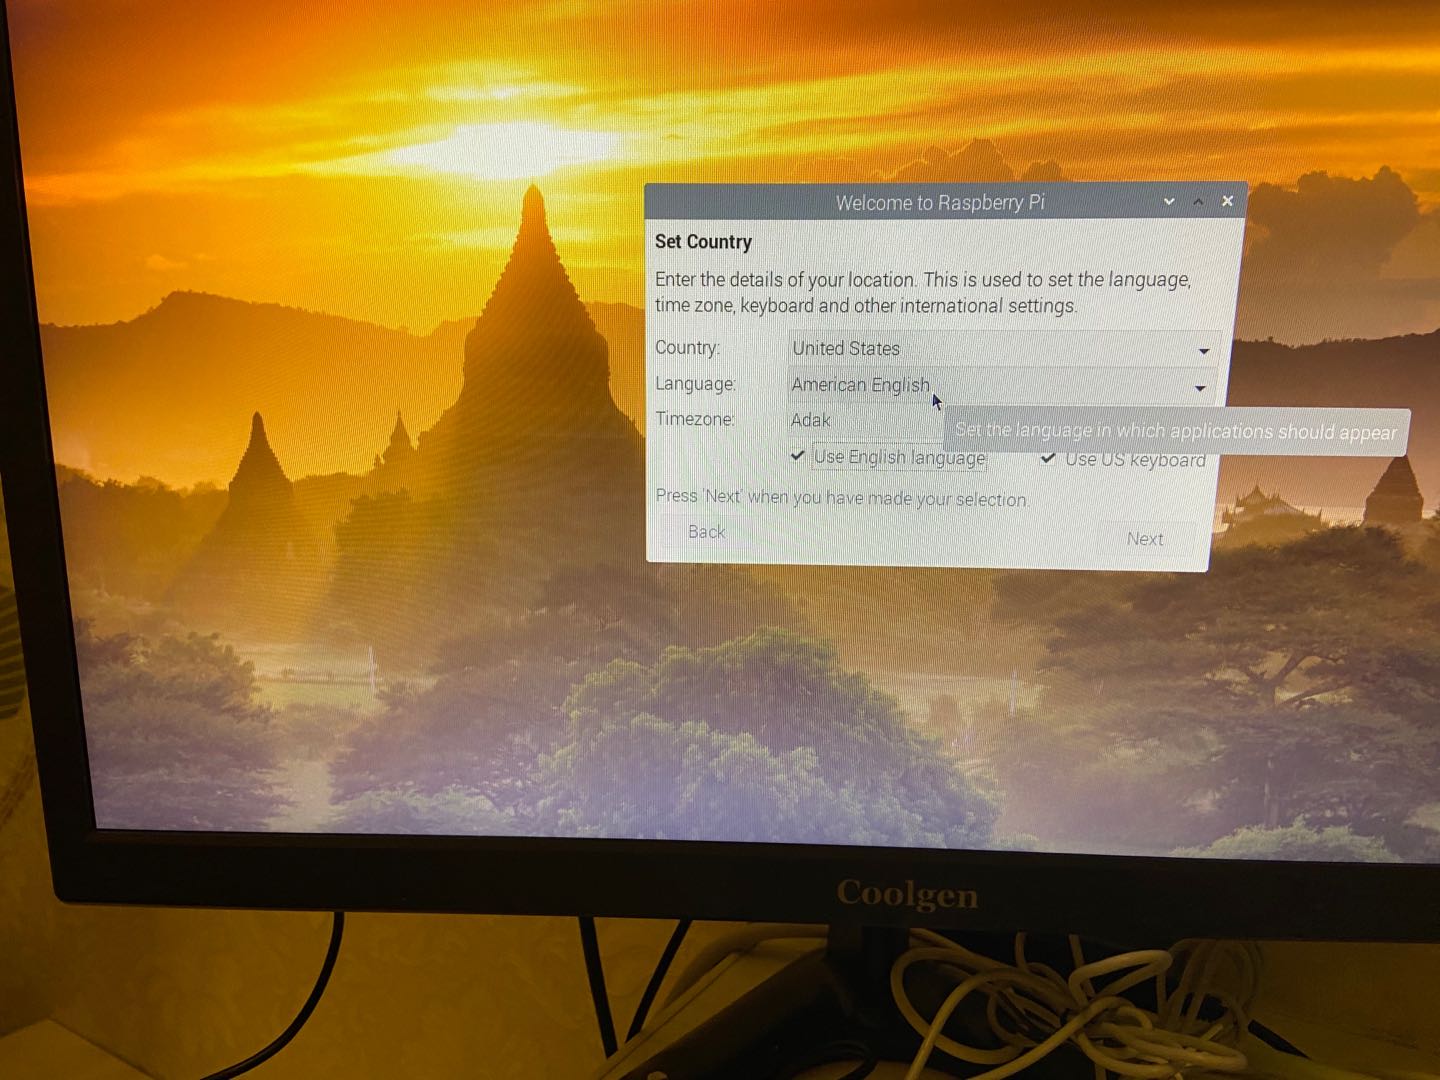 Welcome to Raspberry Pi
Set Country
Enter the details of your location. This is used to set the language,
time zone, keyboard and other international settings.
Country: United States
Language: American English
Timezone: Adak
Set the language in which applications should appear
Use English language Use US keyboard
Press 'Next' when you have made your selection.
Back Next
Coolgen